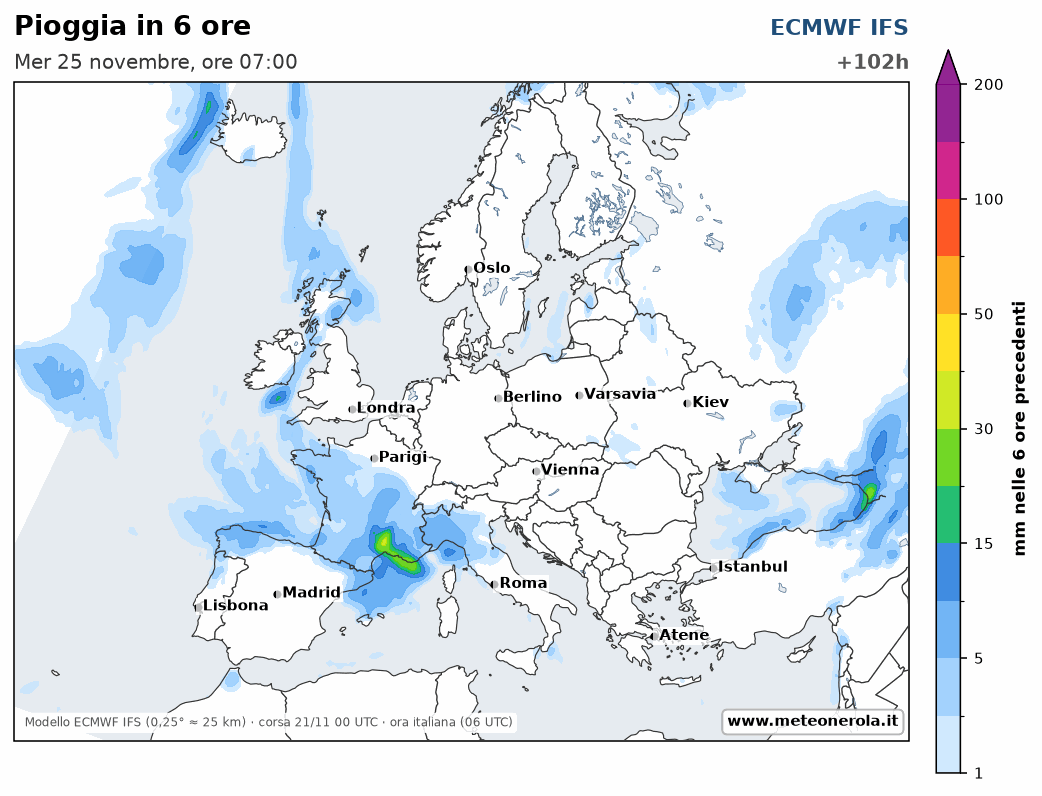 Pioggia in 6 ore
ECMWF IFS
Mer 25 novembre, ore 07:00
+102h
200
100
50
30
15
5
1
mm nelle 6 ore precedenti
Oslo
Berlino
Varsavia
Kiev
Londra
Parigi
Vienna
Istanbul
Roma
Madrid
Lisbona
Atene
Modello ECMWF IFS (0,25° ≈ 25 km) · corsa 21/11 00 UTC · ora italiana (06 UTC)
www.meteonerola.it